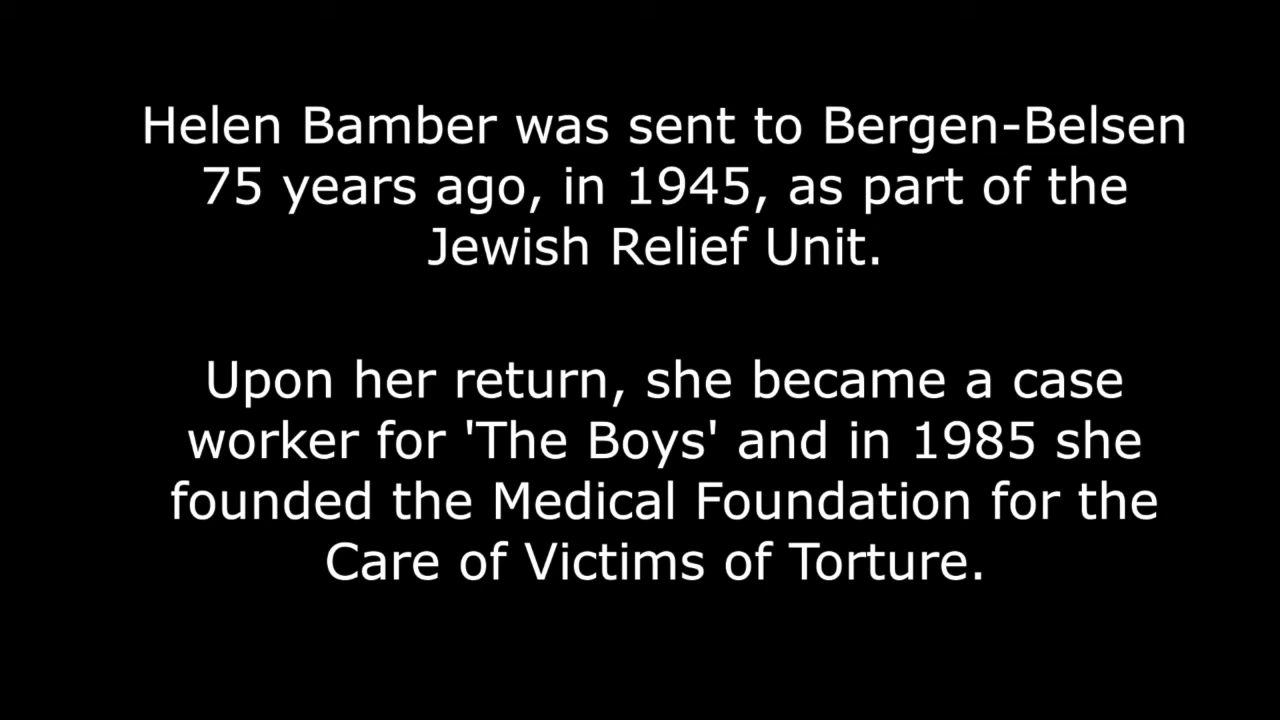 Helen Bamber was sent to Bergen-Belsen
75 years ago, in 1945, as part of the
Jewish Relief Unit.
Upon her return, she became a case
worker for 'The Boys' and in 1985 she
founded the Medical Foundation for the
Care of Victims of Torture.